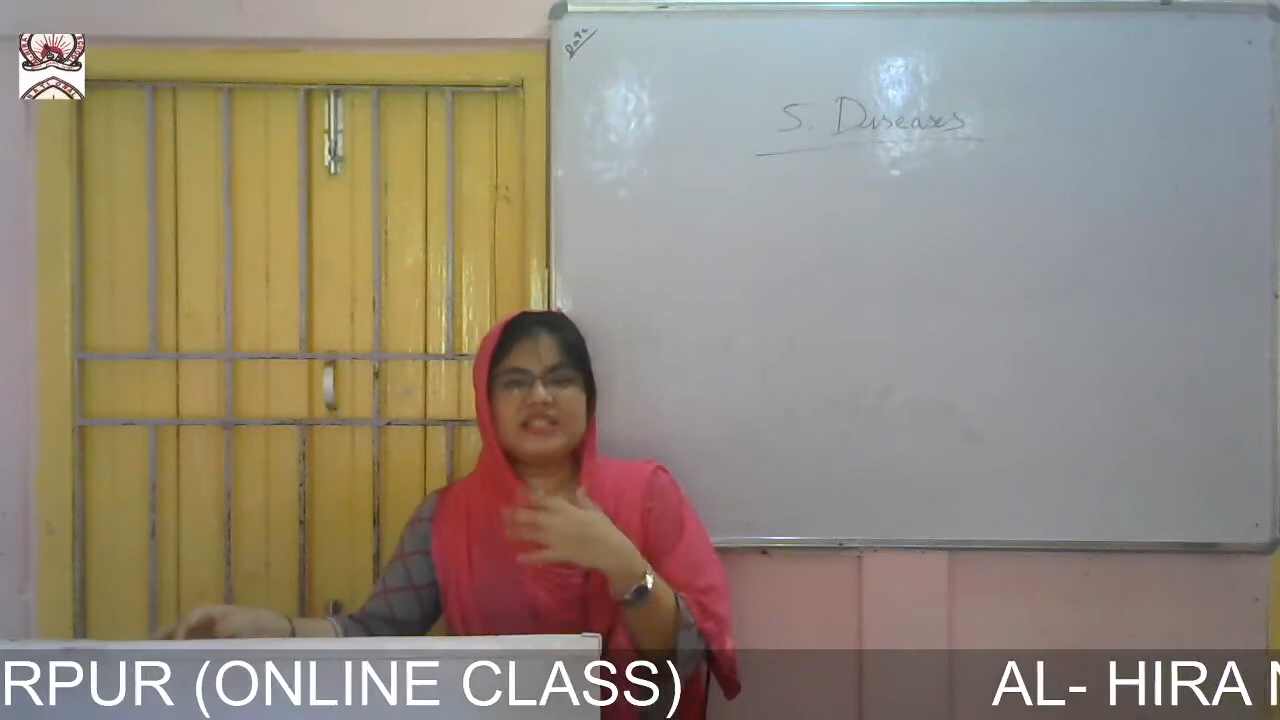 Date
5. Diseases
RPUR (ONLINE CLASS) AL- HIRA N